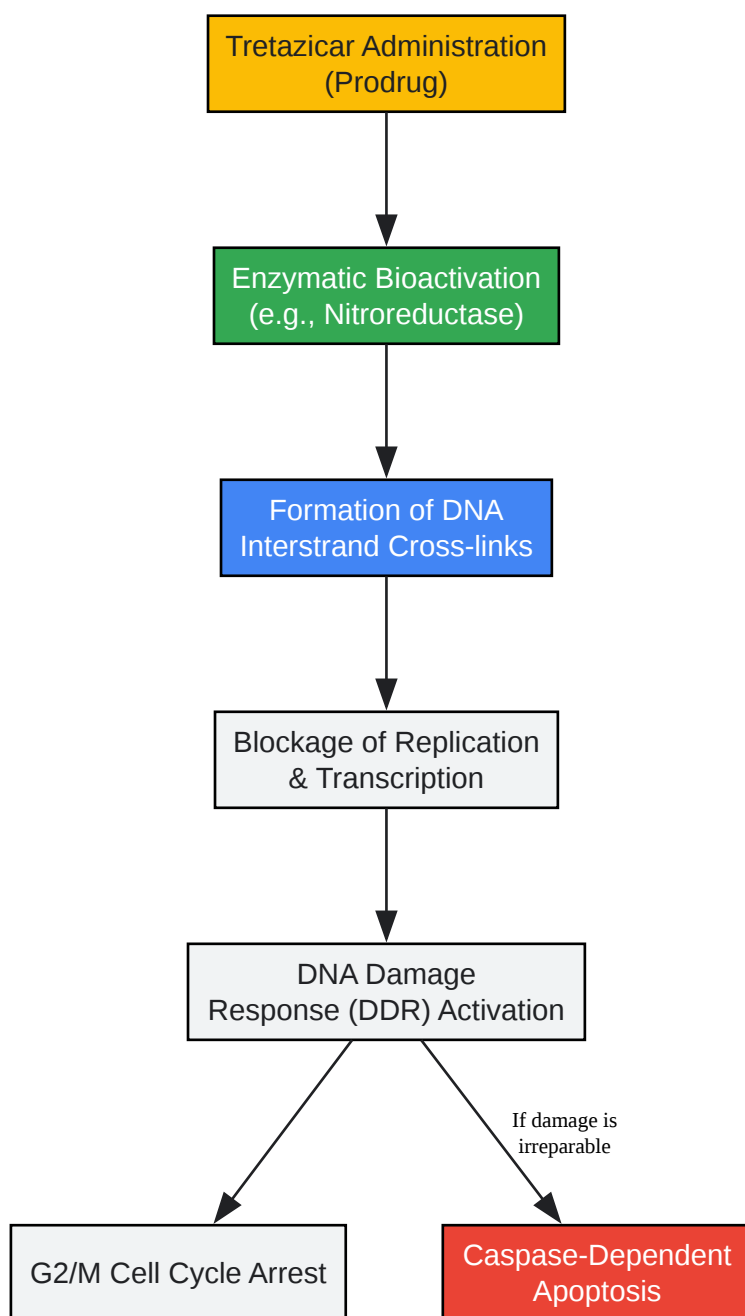 Tretazicar Administration
(Prodrug)
Enzymatic Bioactivation
(e.g., Nitroreductase)
Formation of DNA
Interstrand Cross-links
Blockage of Replication
& Transcription
DNA Damage
Response (DDR) Activation
If damage is
irreparable
G2/M Cell Cycle Arrest
Caspase-Dependent
Apoptosis